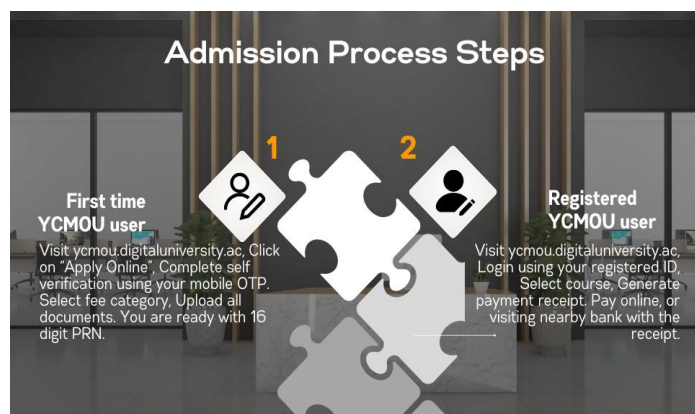 Admission Process Steps
1
First time
YCMOU user
Visit ycmou.digitaluniversity.ac, Click
on "Apply Online", Complete self
verification using your mobile OTP.
Select fee category, Upload all
documents. You are ready with 16
digit PRN.
2
Registered
YCMOU user
Visit ycmou.digitaluniversity.ac,
Login using your registered ID,
Select course, Generate
payment receipt. Pay online, or
visiting nearby bank with the
receipt.